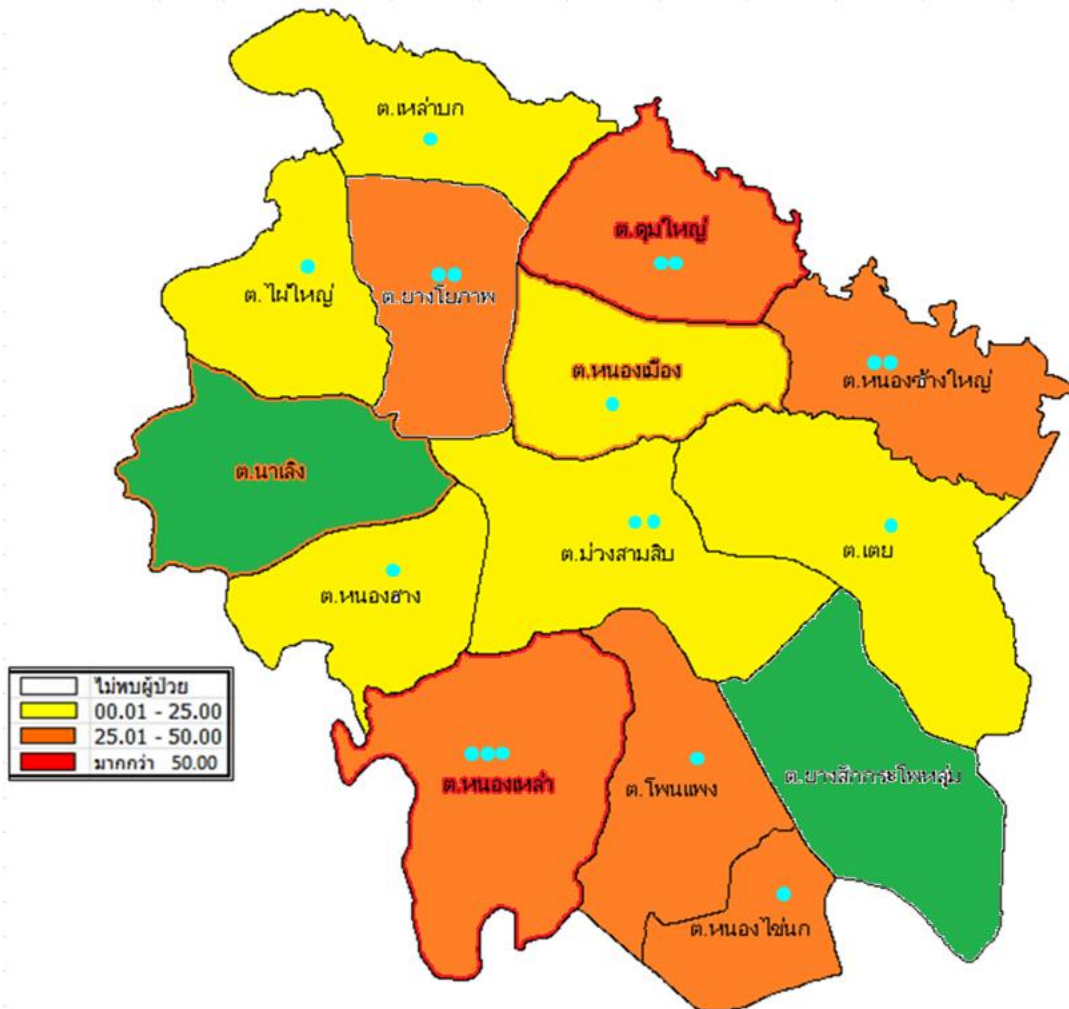 ต.เหล่าบก
ต.ดุมใหญ่
ต.ไผ่ใหญ่
ต.ยางโยภาพ
ต.หนองเมือง
ต.หนองช้างใหญ่
ต.นาเลิง
ต.ม่วงสามสิบ
ต.เตย
ต.หนองฮาง
ไม่พบผู้ป่วย
00.01 - 25.00
25.01 - 50.00
มากกว่า 50.00
ต.หนองเหล่า
ต.โพนแพง
ต.ยางสักกระโพหลุ่ม
ต.หนองไข่นก